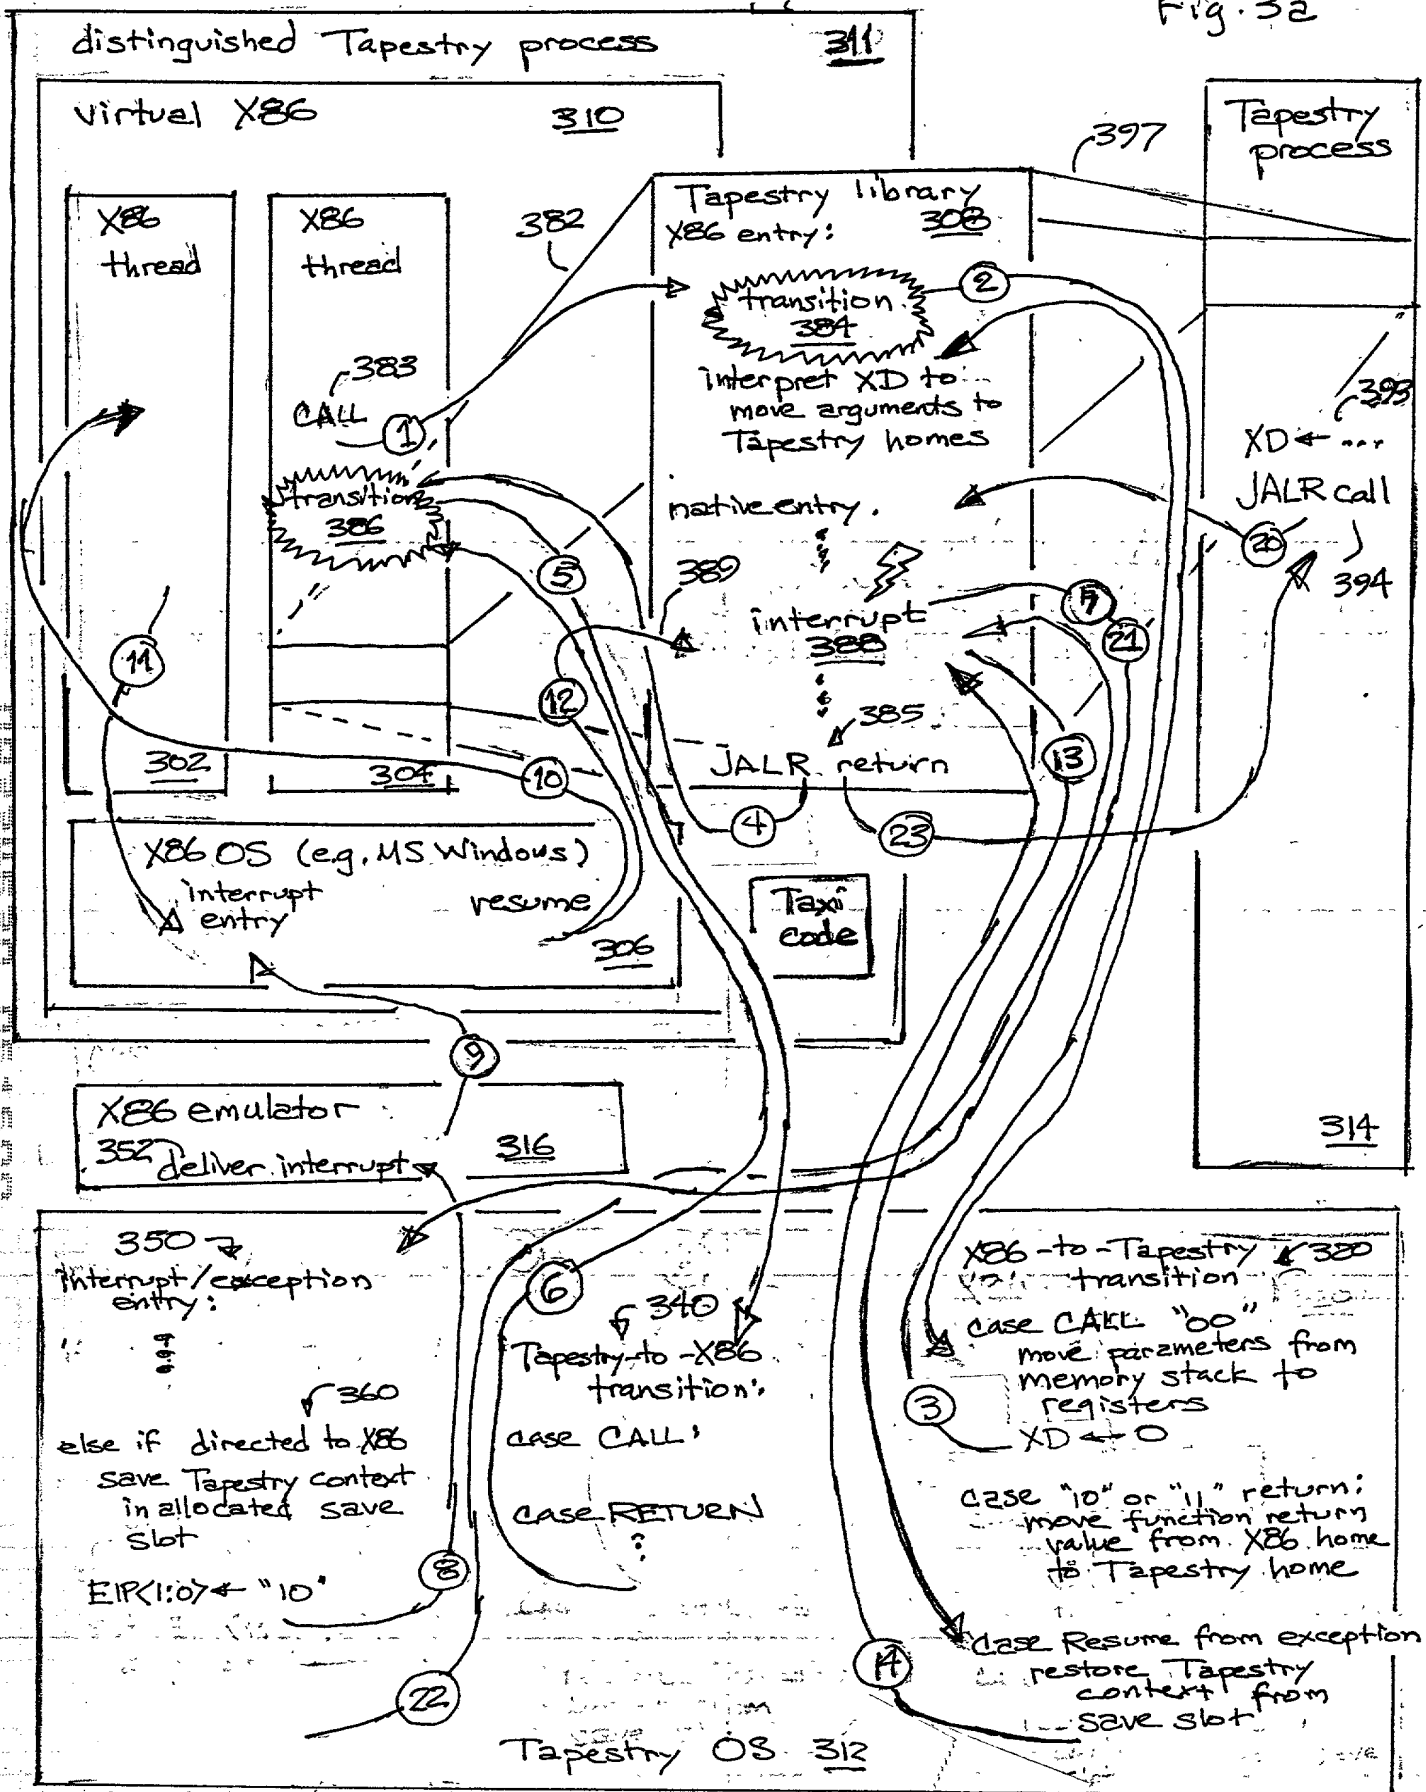 Fig. 3a
distinguished Tapestry process 311
virtual X86 310
Tapestry
process
397
X86
thread
X86
thread
382
Tapestry library
X86 entry: 308
2
transition
384
383
CALL
1
interpret XD to
move arguments to
Tapestry homes
393
XD ← ...
JALR call
394
transition
386
native entry.
20
5
389
interrupt
388
7
21
11
12
385
13
302
304
10
JALR return
4
23
X86 OS (e.g. MS Windows)
interrupt
entry
resume
306
Taxi
code
9
X86 emulator
352 deliver interrupt
316
314
350
interrupt/exception
entry:
6
340
Tapestry-to-X86
transition:
case CALL:
case RETURN
X86-to-Tapestry 320
transition
case CALL "00"
move parameters from
memory stack to
registers
3
XD ← 0
360
else if directed to X86
save Tapestry context
in allocated save
slot
EIP<1:0> ← "10"
8
case "10" or "11" return:
move function return
value from X86 home
to Tapestry home
case Resume from exception
restore Tapestry
context from
save slot
14
22
Tapestry OS 312